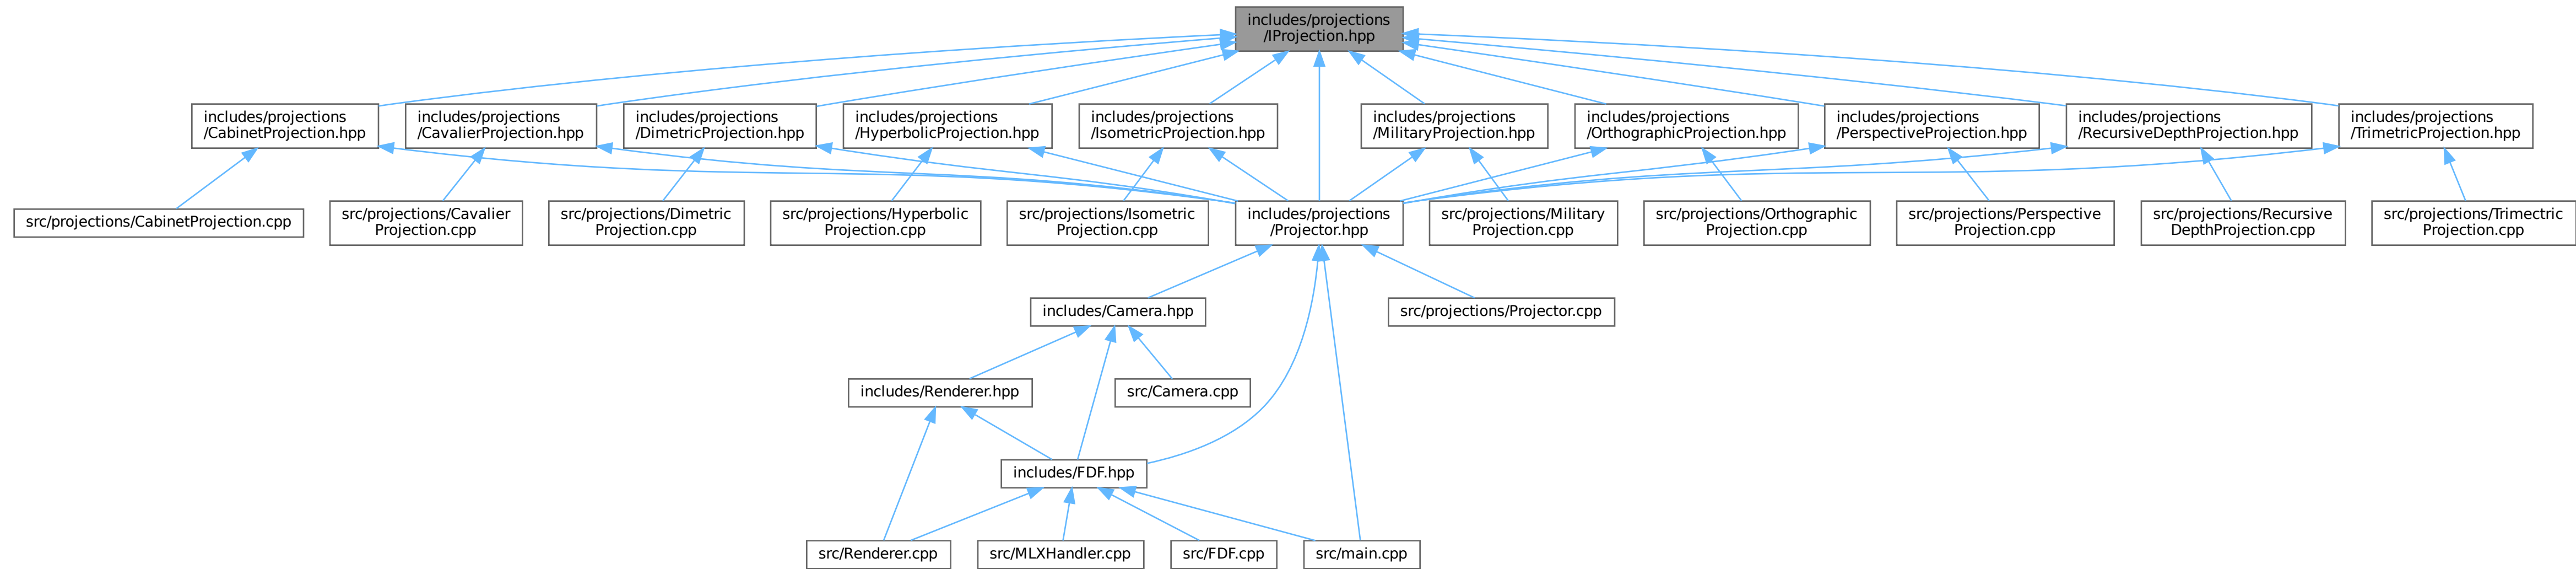 includes/projections
/IProjection.hpp
includes/projections
/CabinetProjection.hpp
includes/projections
/CavalierProjection.hpp
includes/projections
/DimetricProjection.hpp
includes/projections
/HyperbolicProjection.hpp
includes/projections
/IsometricProjection.hpp
includes/projections
/MilitaryProjection.hpp
includes/projections
/OrthographicProjection.hpp
includes/projections
/PerspectiveProjection.hpp
includes/projections
/RecursiveDepthProjection.hpp
includes/projections
/TrimetricProjection.hpp
src/projections/CabinetProjection.cpp
src/projections/Cavalier
Projection.cpp
src/projections/Dimetric
Projection.cpp
src/projections/Hyperbolic
Projection.cpp
src/projections/Isometric
Projection.cpp
includes/projections
/Projector.hpp
src/projections/Military
Projection.cpp
src/projections/Orthographic
Projection.cpp
src/projections/Perspective
Projection.cpp
src/projections/Recursive
DepthProjection.cpp
src/projections/Trimectric
Projection.cpp
includes/Camera.hpp
src/projections/Projector.cpp
includes/Renderer.hpp
src/Camera.cpp
includes/FDF.hpp
src/Renderer.cpp
src/MLXHandler.cpp
src/FDF.cpp
src/main.cpp